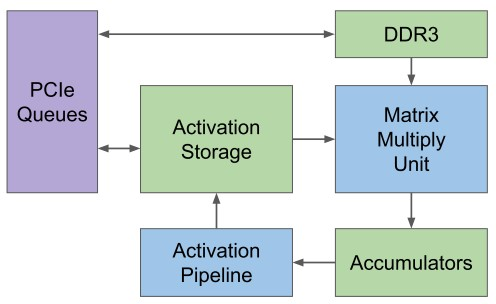 DDR3
PCIe
Queues
Activation
Storage
Matrix
Multiply
Unit
Activation
Pipeline
Accumulators